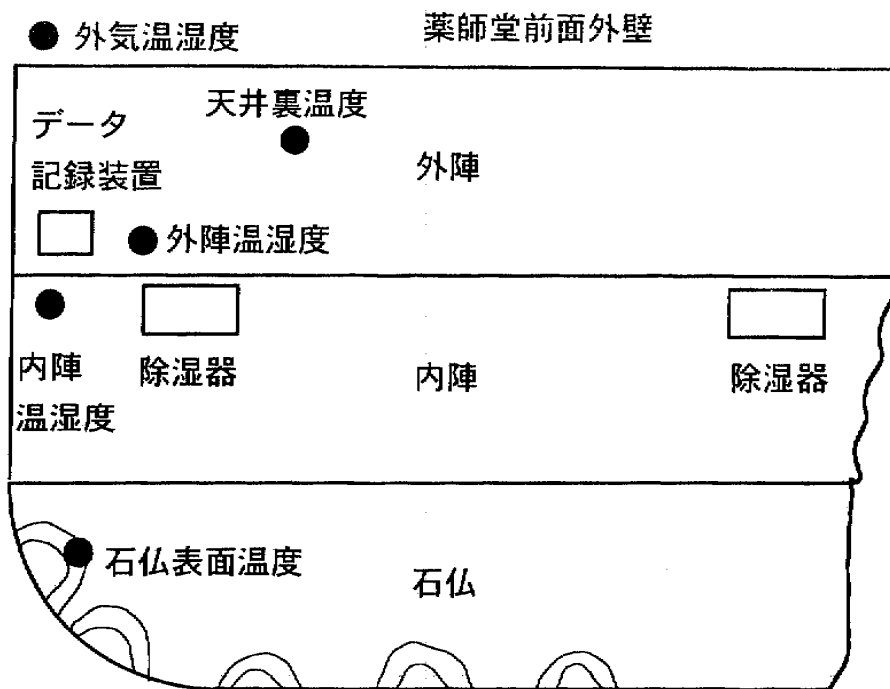 外気温湿度
薬師堂前面外壁
天井裏温度
データ
記録装置
外陣
外陣温湿度
内陣
温湿度
除湿器
内陣
除湿器
石仏表面温度
石仏